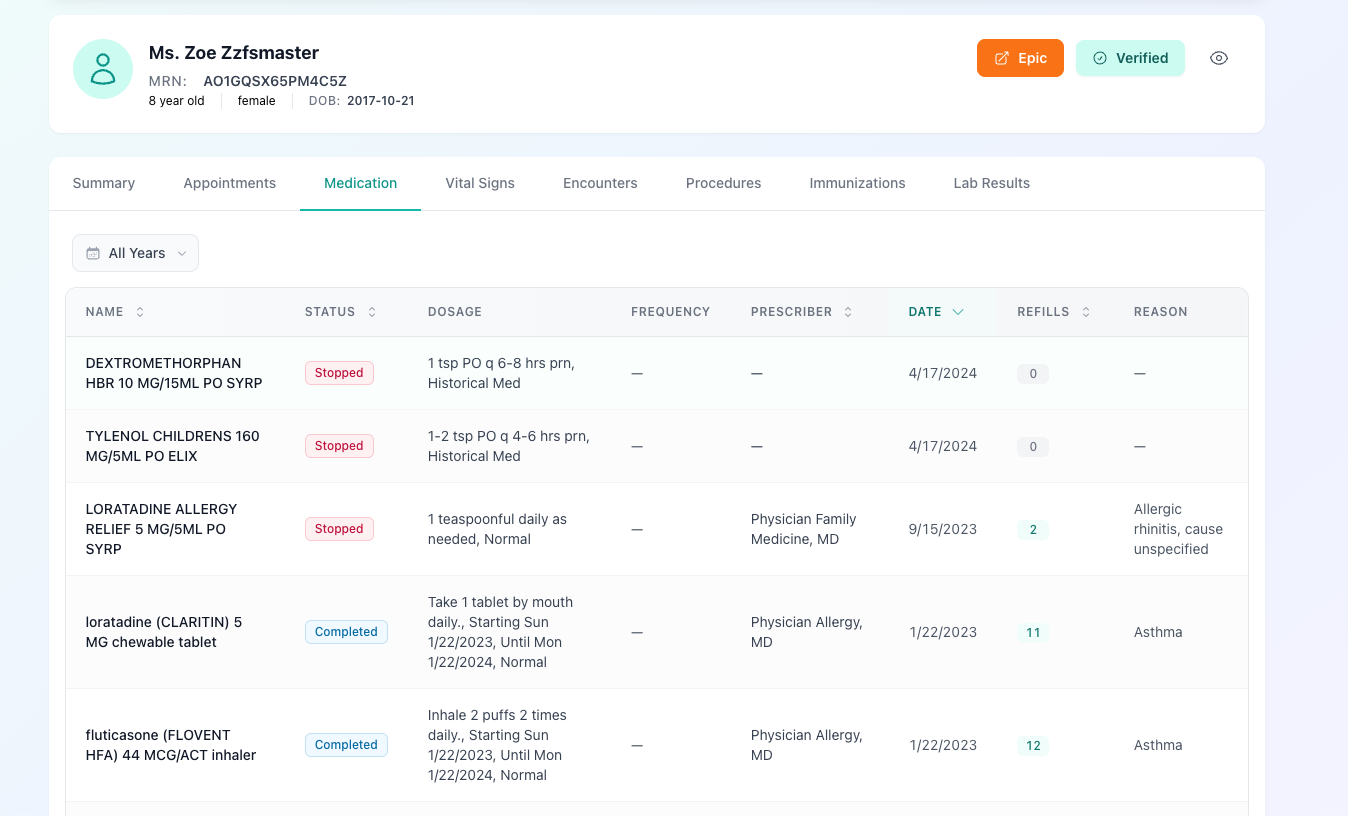 Ms. Zoe Zzfsmaster
MRN: AO1GQSX65PM4C5Z
8 year old female DOB: 2017-10-21
Epic
Verified
Summary Appointments Medication Vital Signs Encounters Procedures Immunizations Lab Results
All Years
NAME STATUS DOSAGE FREQUENCY PRESCRIBER DATE REFILLS REASON
DEXTROMETHORPHAN
HBR 10 MG/15ML PO SYRP
Stopped
1 tsp PO q 6-8 hrs prn,
Historical Med
—
—
4/17/2024
0
—
TYLENOL CHILDRENS 160
MG/5ML PO ELIX
Stopped
1-2 tsp PO q 4-6 hrs prn,
Historical Med
—
—
4/17/2024
0
—
LORATADINE ALLERGY
RELIEF 5 MG/5ML PO
SYRP
Stopped
1 teaspoonful daily as
needed, Normal
—
Physician Family
Medicine, MD
9/15/2023
2
Allergic
rhinitis, cause
unspecified
loratadine (CLARITIN) 5
MG chewable tablet
Completed
Take 1 tablet by mouth
daily., Starting Sun
1/22/2023, Until Mon
1/22/2024, Normal
—
Physician Allergy,
MD
1/22/2023
11
Asthma
fluticasone (FLOVENT
HFA) 44 MCG/ACT inhaler
Completed
Inhale 2 puffs 2 times
daily., Starting Sun
1/22/2023, Until Mon
1/22/2024, Normal
—
Physician Allergy,
MD
1/22/2023
12
Asthma